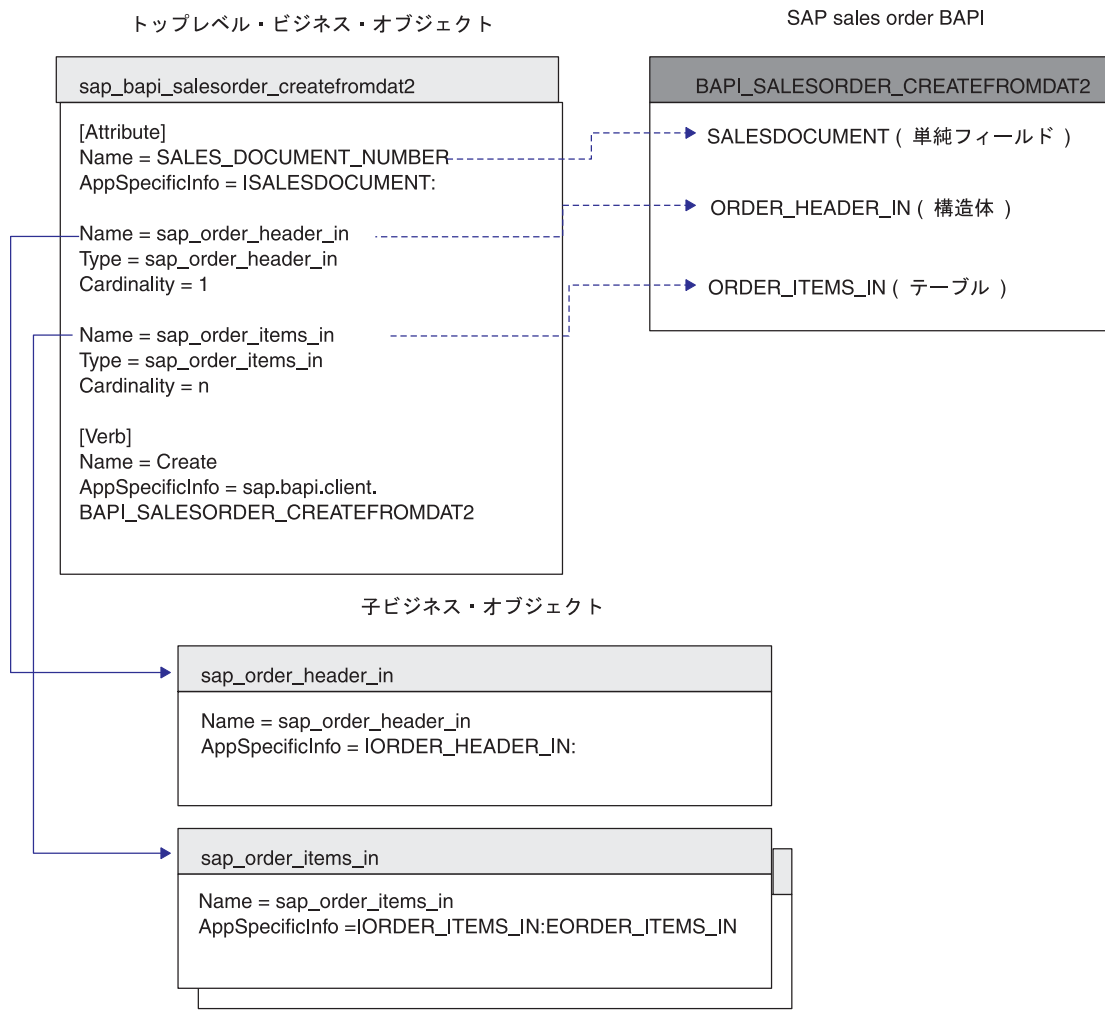 トップレベル・ビジネス・オブジェクト
SAP sales order BAPI
sap_bapi_salesorder_createfromdat2
[Attribute]
Name = SALES_DOCUMENT_NUMBER
AppSpecificInfo = ISALESDOCUMENT:
Name = sap_order_header_in
Type = sap_order_header_in
Cardinality = 1
Name = sap_order_items_in
Type = sap_order_items_in
Cardinality = n
[Verb]
Name = Create
AppSpecificInfo = sap.bapi.client.
BAPI_SALESORDER_CREATEFROMDAT2
BAPI_SALESORDER_CREATEFROMDAT2
SALESDOCUMENT ( 単純フィールド )
ORDER_HEADER_IN ( 構造体 )
ORDER_ITEMS_IN ( テーブル )
子ビジネス・オブジェクト
sap_order_header_in
Name = sap_order_header_in
AppSpecificInfo = IORDER_HEADER_IN:
sap_order_items_in
Name = sap_order_items_in
AppSpecificInfo =IORDER_ITEMS_IN:EORDER_ITEMS_IN